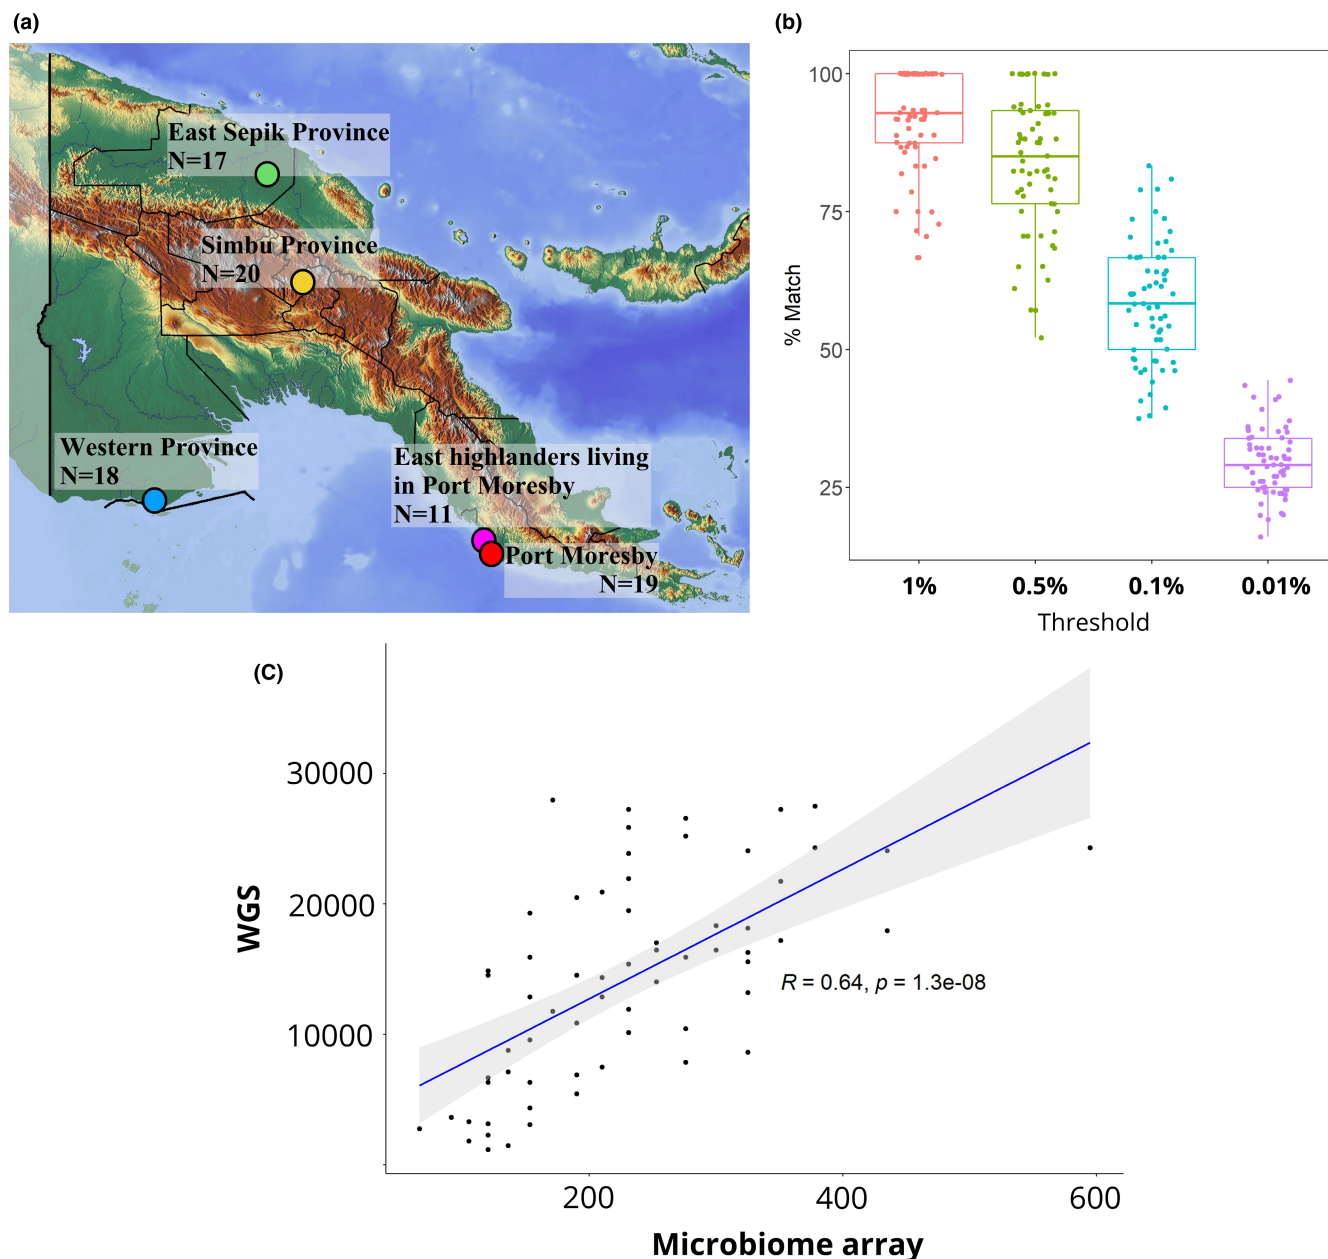 (a)
East Sepik Province
N=17
Simbu Province
N=20
Western Province
N=18
East highlanders living
in Port Moresby
N=11
Port Moresby
N=19
(b)
100
75
50
25
% Match
1% 0.5% 0.1% 0.01%
Threshold
(C)
30000
20000
10000
WGS
R = 0.64, p = 1.3e-08
200 400 600
Microbiome array